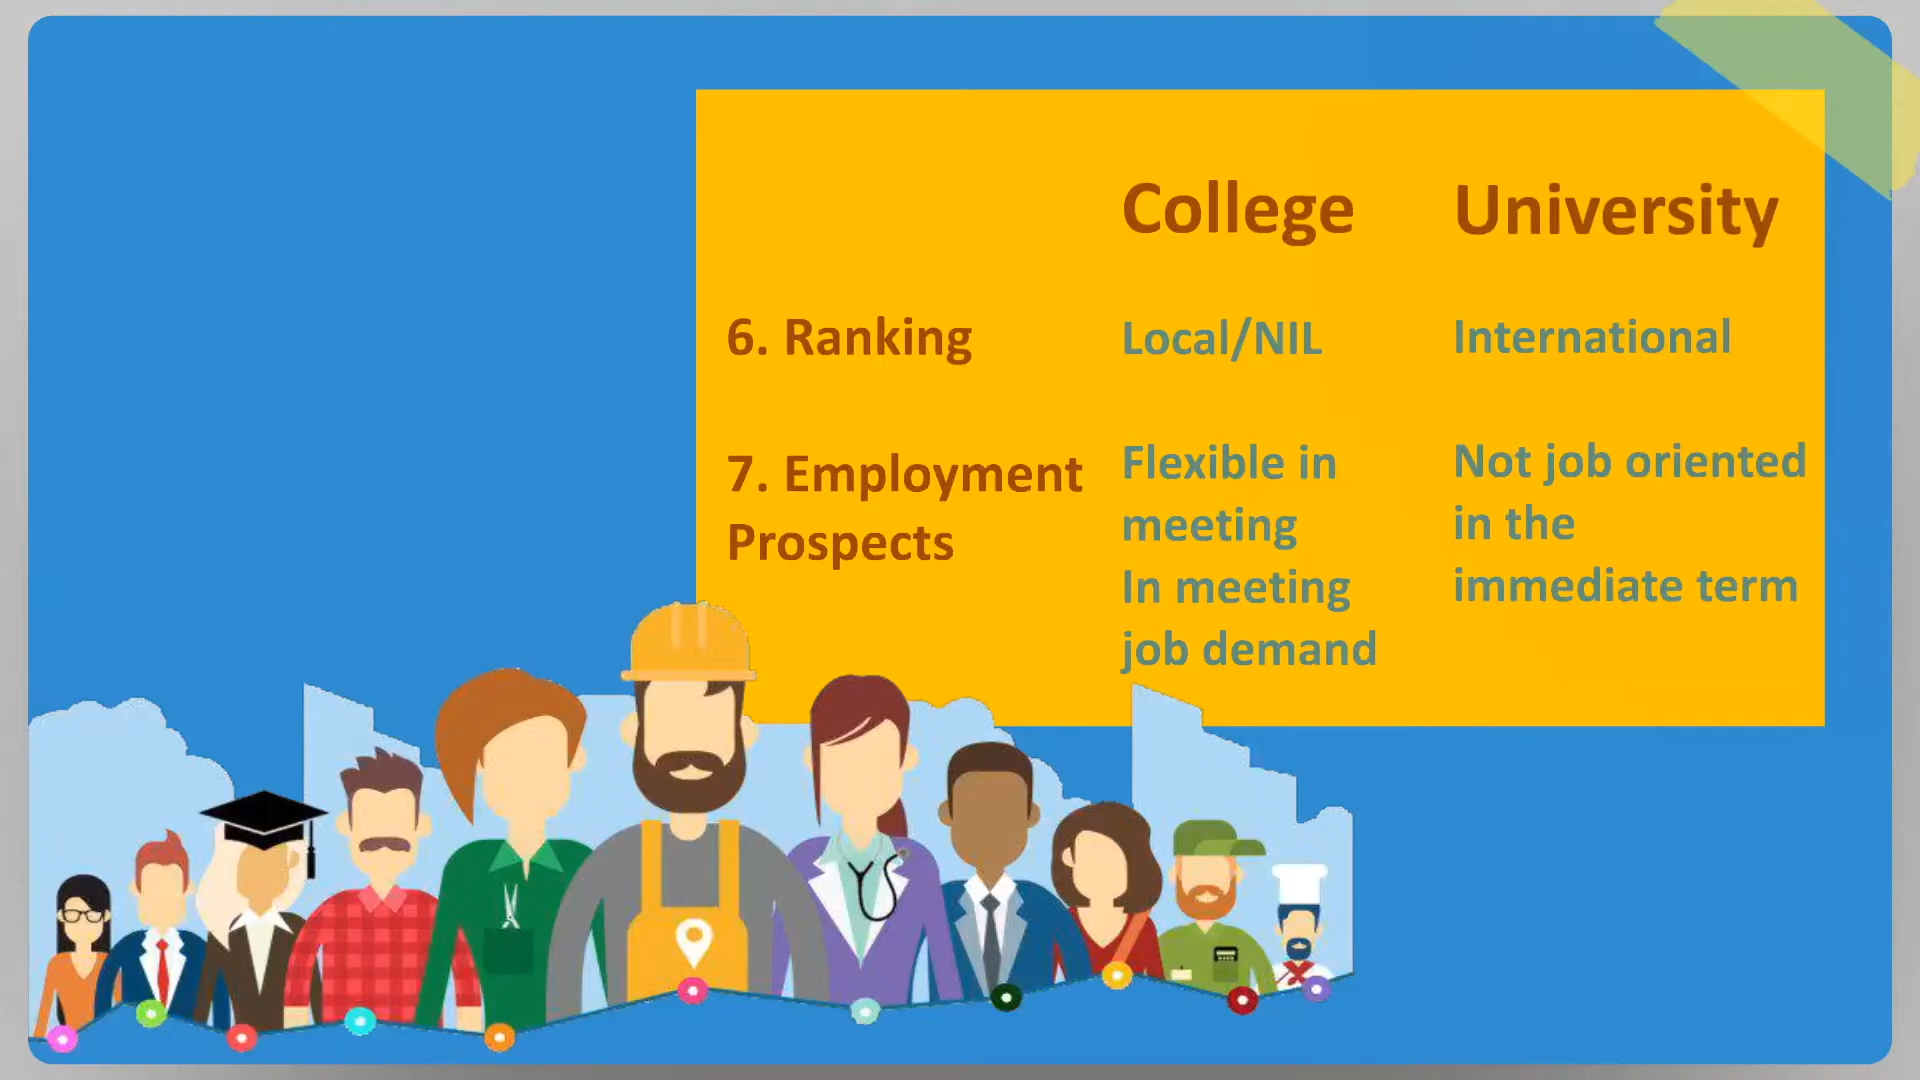 College University
6. Ranking Local/NIL International
7. Employment Prospects
Flexible in
meeting
In meeting
job demand
Not job oriented
in the
immediate term